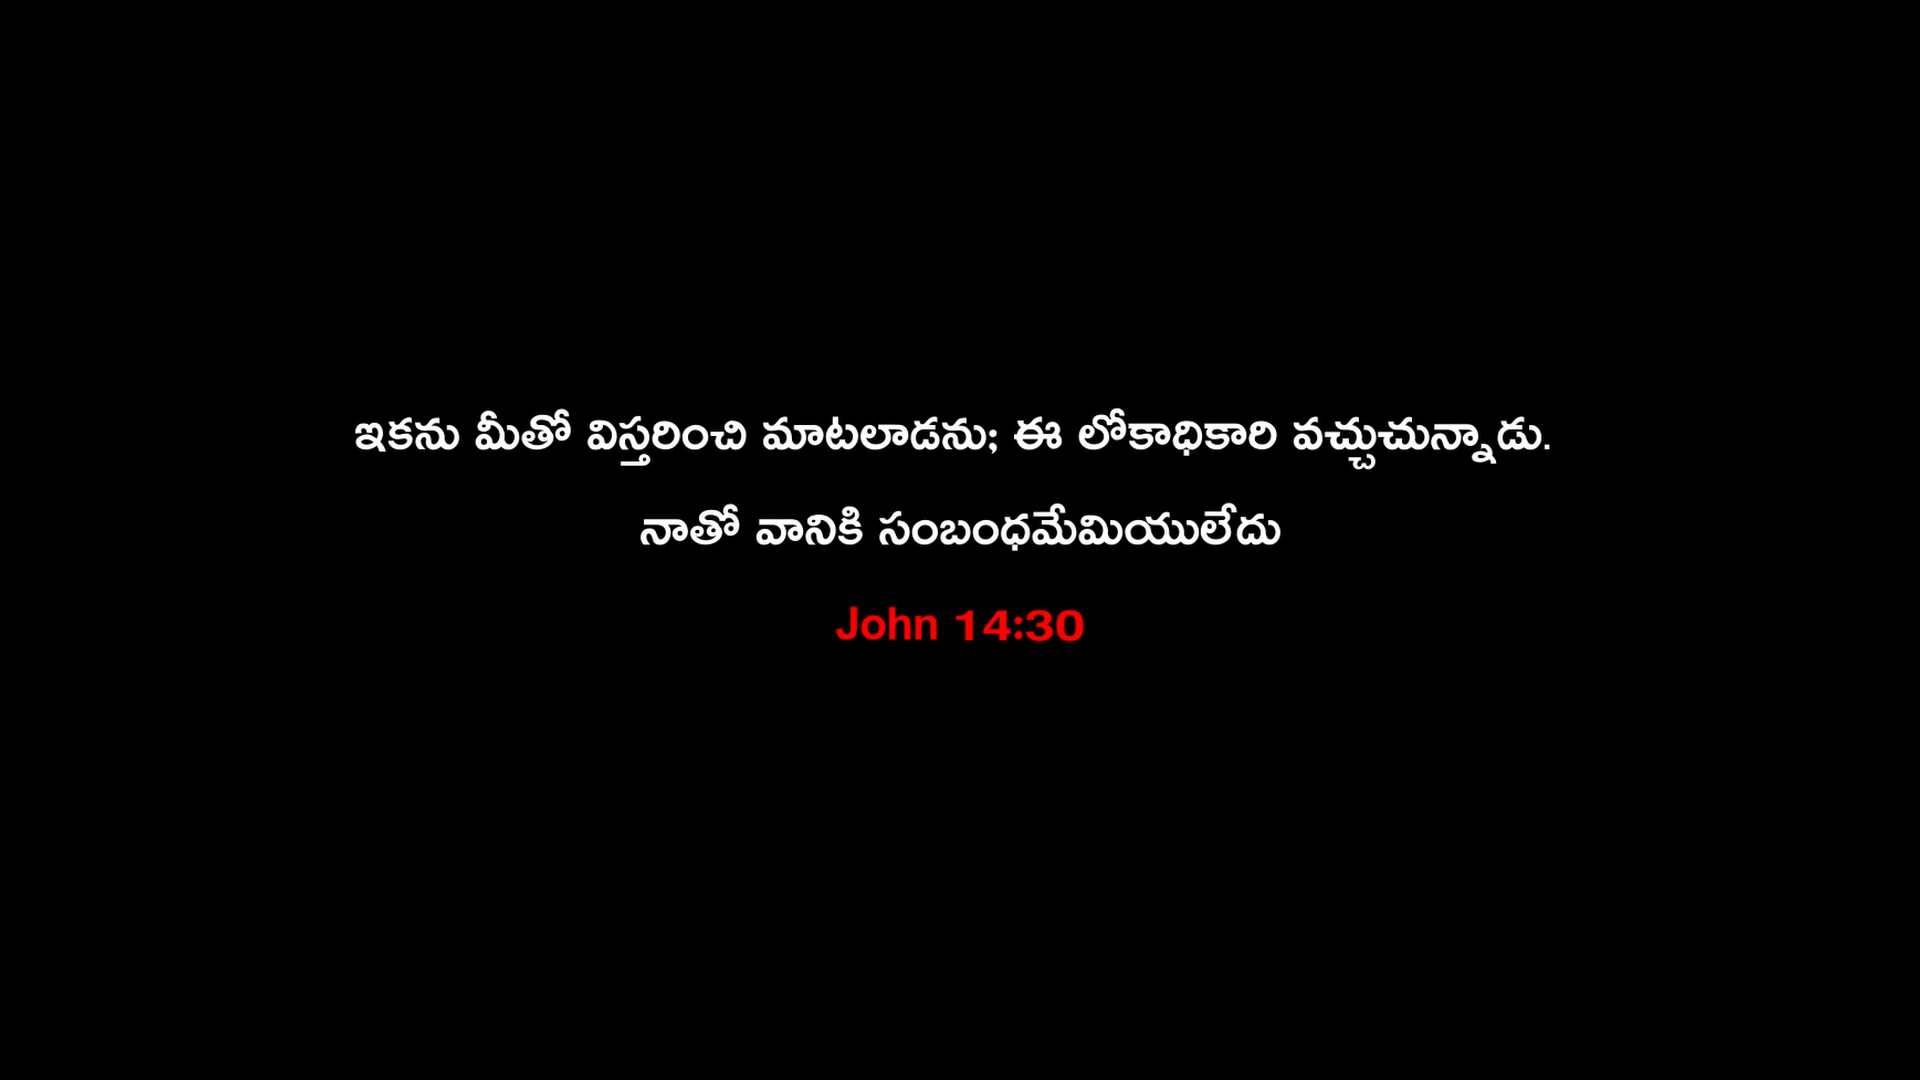 ఇకను మీతో విస్తరించి మాటలాడను; ఈ లోకాధికారి వచ్చుచున్నాడు.
నాతో వానికి సంబంధమేమియులేదు
John 14:30